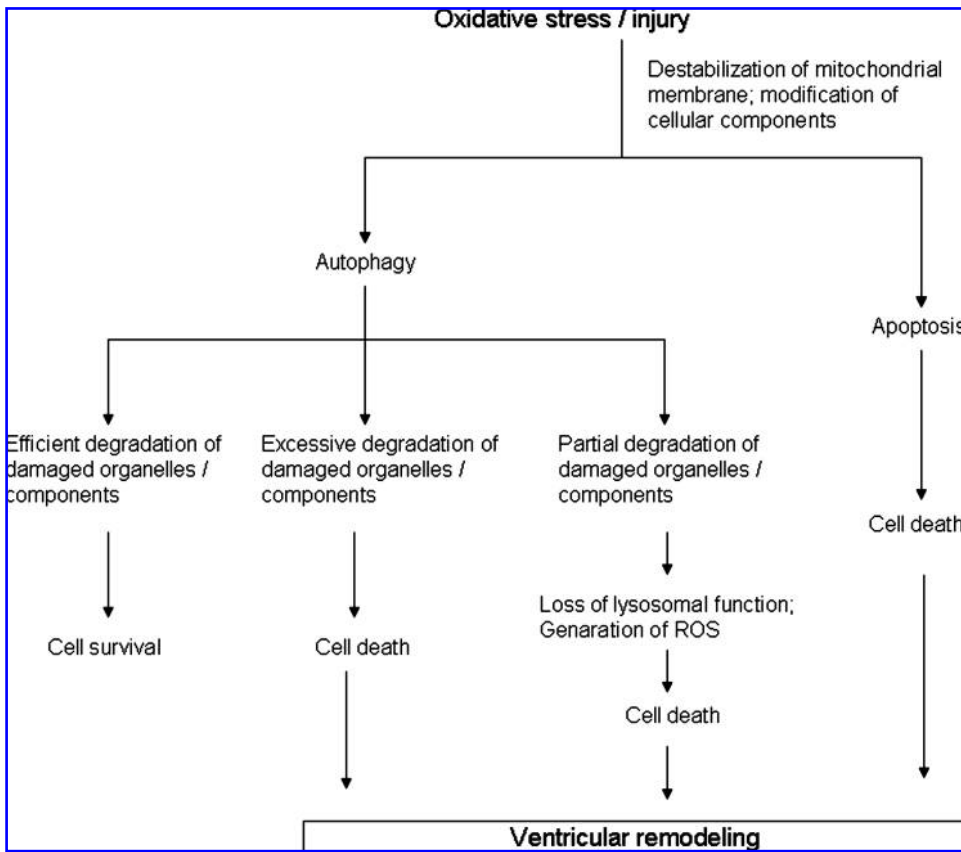 Oxidative stress / injury
Destabilization of mitochondrial
membrane; modification of
cellular components
Autophagy
Apoptosis
Efficient degradation of
damaged organelles /
components
Excessive degradation of
damaged organelles /
components
Partial degradation of
damaged organelles /
components
Cell death
Loss of lysosomal function;
Genaration of ROS
Cell survival
Cell death
Cell death
Ventricular remodeling